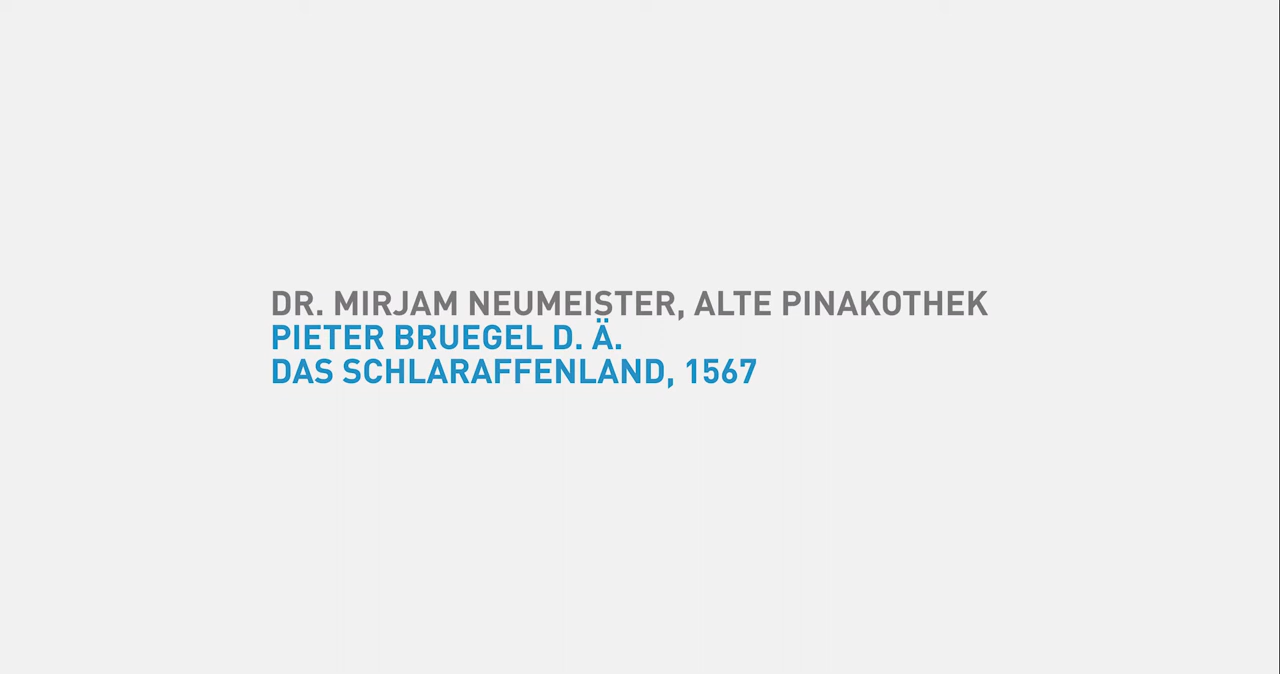 DR. MIRJAM NEUMEISTER, ALTE PINAKOTHEK
PIETER BRUEGEL D. Ä.
DAS SCHLARAFFENLAND, 1567